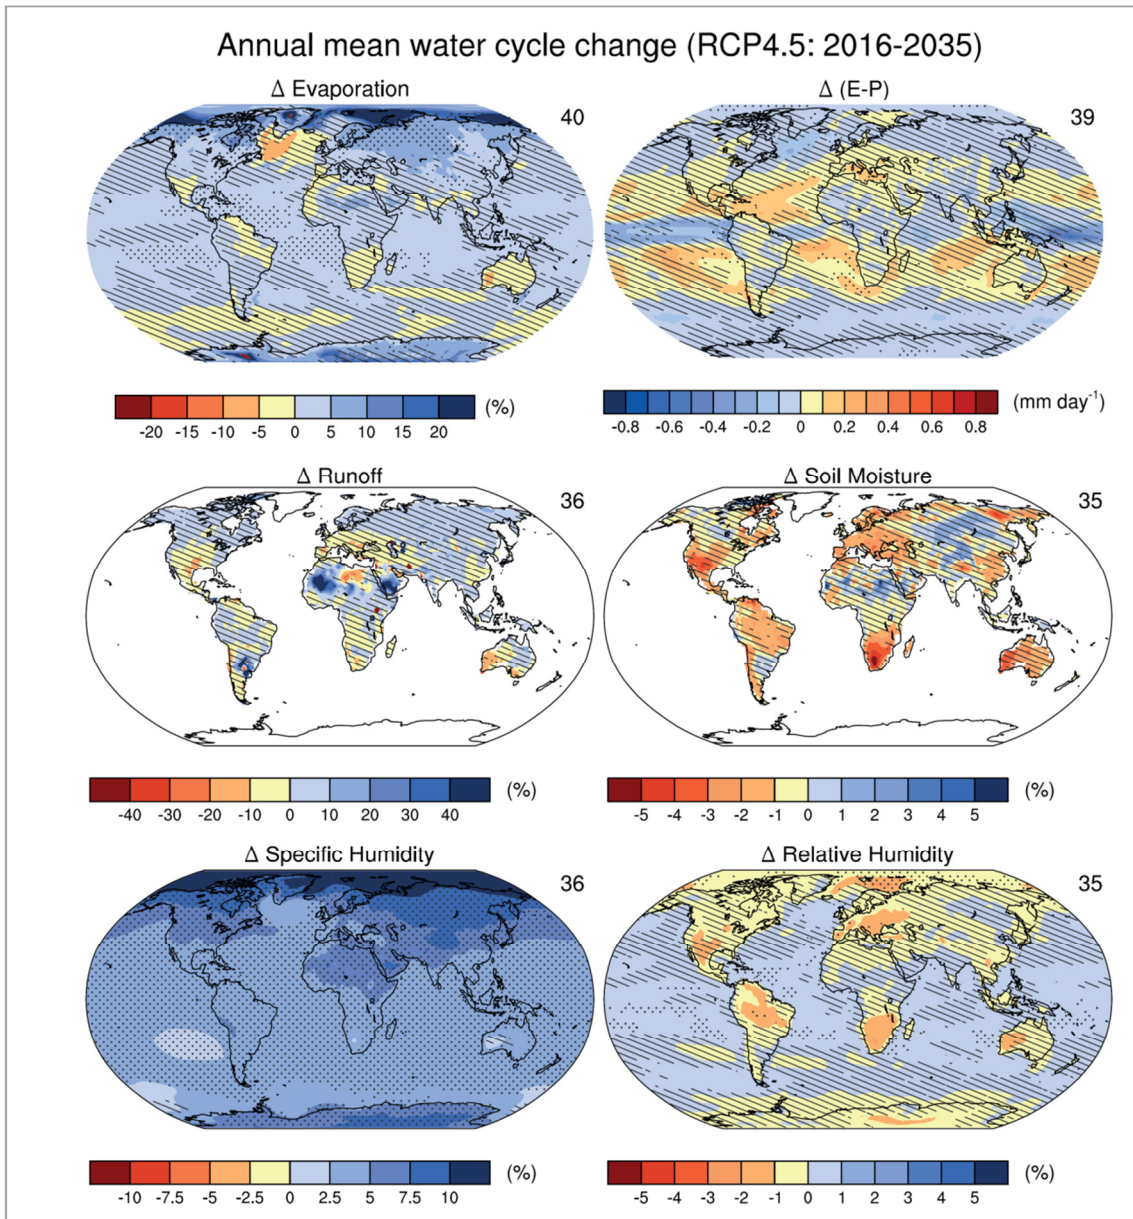 Annual mean water cycle change (RCP4.5: 2016-2035)
Δ Evaporation
40
-20 -15 -10 -5 0 5 10 15 20 (%)
Δ (E-P)
39
-0.8 -0.6 -0.4 -0.2 0 0.2 0.4 0.6 0.8 (mm day-1)
Δ Runoff
36
-40 -30 -20 -10 0 10 20 30 40 (%)
Δ Soil Moisture
35
-5 -4 -3 -2 -1 0 1 2 3 4 5 (%)
Δ Specific Humidity
36
-10 -7.5 -5 -2.5 0 2.5 5 7.5 10 (%)
Δ Relative Humidity
35
-5 -4 -3 -2 -1 0 1 2 3 4 5 (%)